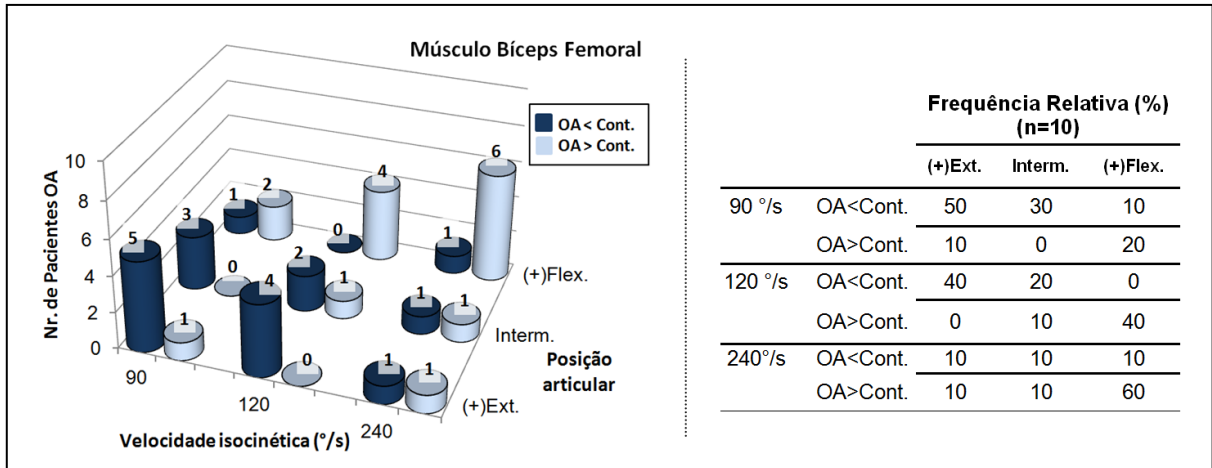 Músculo Bíceps Femoral
OA < Cont.
OA > Cont.
Nr. de Pacientes OA
10
8
6
4
2
0
5 3 1 2 0 4 1 6
1 0 4 2 1 0 1 1 1 1
90
120
240
Velocidade isocinética (°/s)
(+)Flex.
Interm.
(+)Ext.
Posição
articular
Frequência Relativa (%)
(n=10)
(+)Ext. Interm. (+)Flex.
90 °/s OA<Cont. 50 30 10
OA>Cont. 10 0 20
120 °/s OA<Cont. 40 20 0
OA>Cont. 0 10 40
240°/s OA<Cont. 10 10 10
OA>Cont. 10 10 60